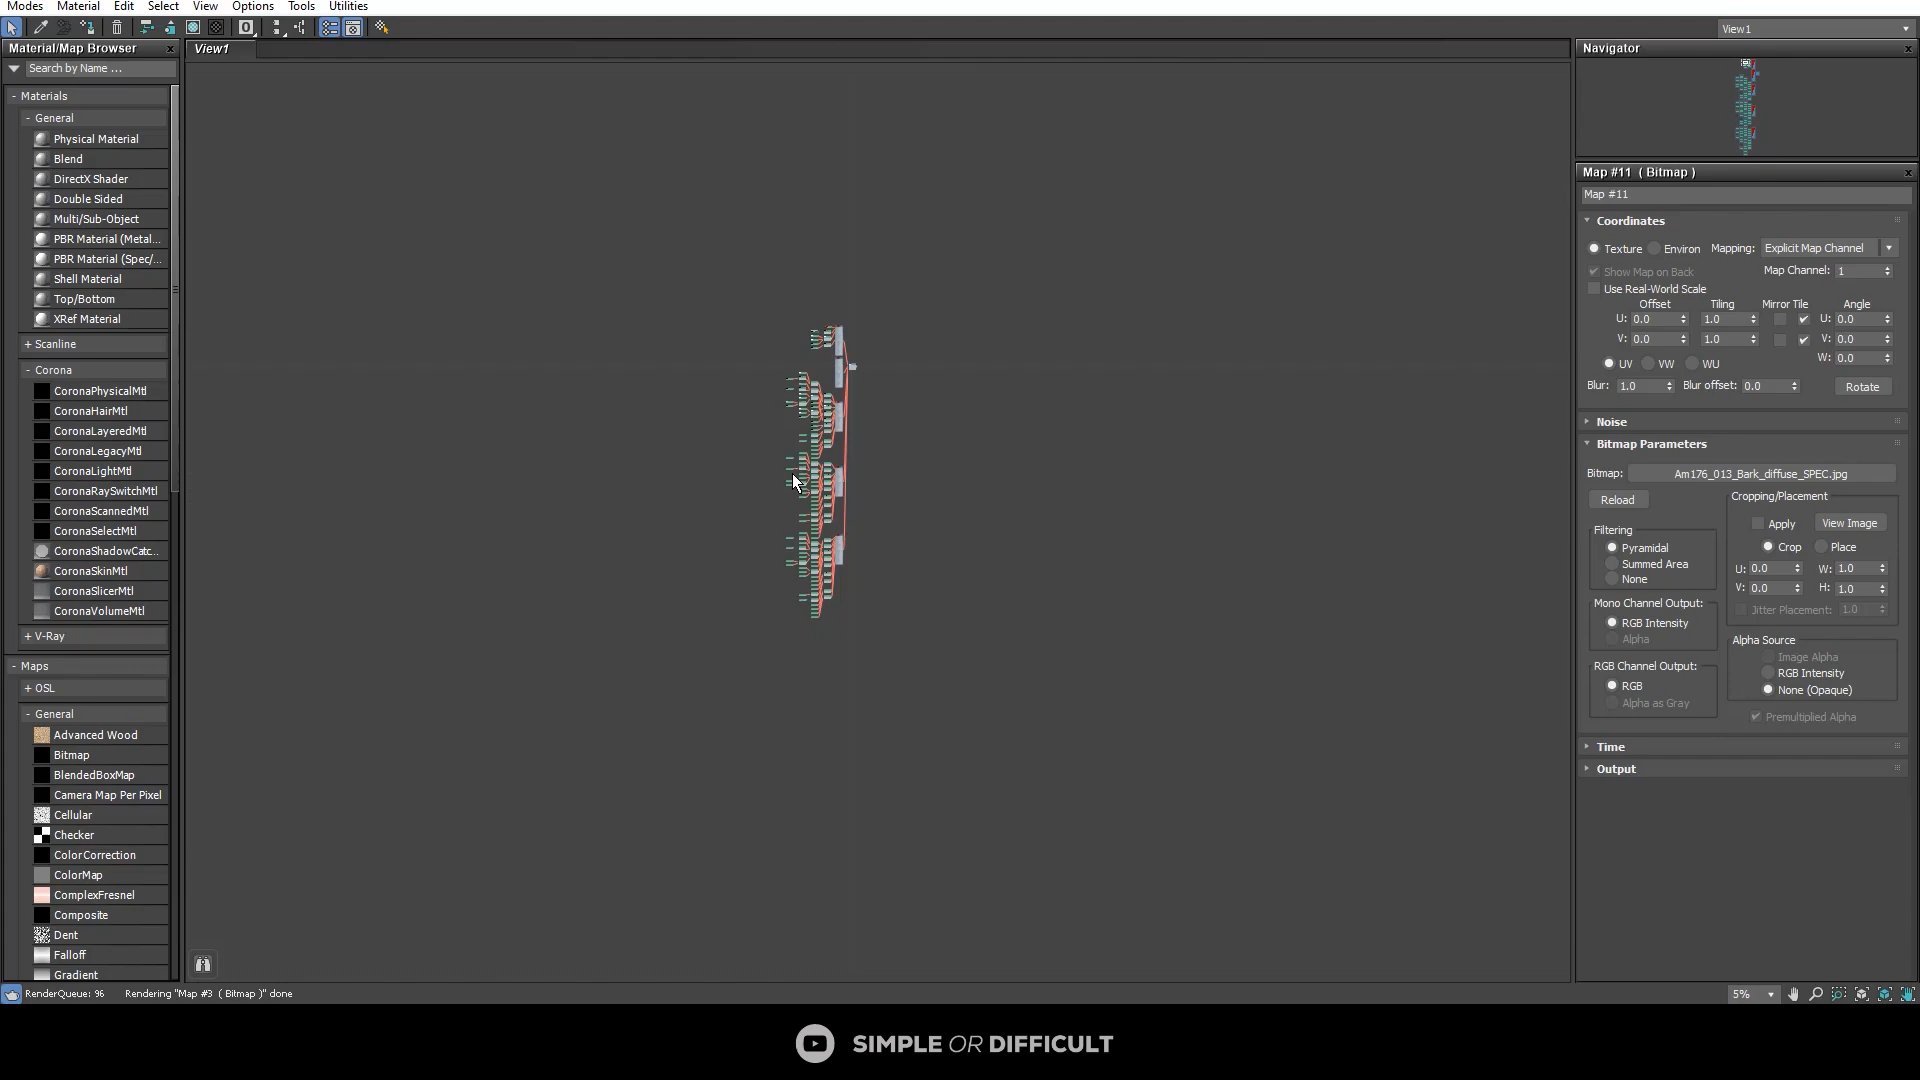 Modes Material Edit Select View Options Tools Utilities
View1
Material/Map Browser x
View1
Navigator x
Search by Name ...
- Materials
- General
Physical Material
Blend
DirectX Shader
Double Sided
Multi/Sub-Object
PBR Material (Metal...
PBR Material (Spec/...
Shell Material
Top/Bottom
XRef Material
+ Scanline
- Corona
CoronaPhysicalMtl
CoronaHairMtl
CoronaLayeredMtl
CoronaLegacyMtl
CoronaLightMtl
CoronaRaySwitchMtl
CoronaScannedMtl
CoronaSelectMtl
CoronaShadowCatc...
CoronaSkinMtl
CoronaSlicerMtl
CoronaVolumeMtl
+ V-Ray
- Maps
+ OSL
- General
Advanced Wood
Bitmap
BlendedBoxMap
Camera Map Per Pixel
Cellular
Checker
ColorCorrection
ColorMap
ComplexFresnel
Composite
Dent
Falloff
Gradient
Map #11 ( Bitmap ) x
Map #11
Coordinates
Texture Environ Mapping: Explicit Map Channel
Show Map on Back Map Channel: 1
Use Real-World Scale
Offset Tiling Mirror Tile Angle
U: 0.0 1.0 U: 0.0
V: 0.0 1.0 V: 0.0
UV VW WU W: 0.0
Blur: 1.0 Blur offset: 0.0 Rotate
Noise
Bitmap Parameters
Bitmap: Am176_013_Bark_diffuse_SPEC.jpg
Reload
Cropping/Placement
Apply View Image
Crop Place
U: 0.0 W: 1.0
V: 0.0 H: 1.0
Jitter Placement: 1.0
Filtering
Pyramidal
Summed Area
None
Mono Channel Output:
RGB Intensity
Alpha
RGB Channel Output:
RGB
Alpha as Gray
Alpha Source
Image Alpha
RGB Intensity
None (Opaque)
Premultiplied Alpha
Time
Output
RenderQueue: 96 Rendering "Map #3 ( Bitmap )" done
5%
SIMPLE OR DIFFICULT